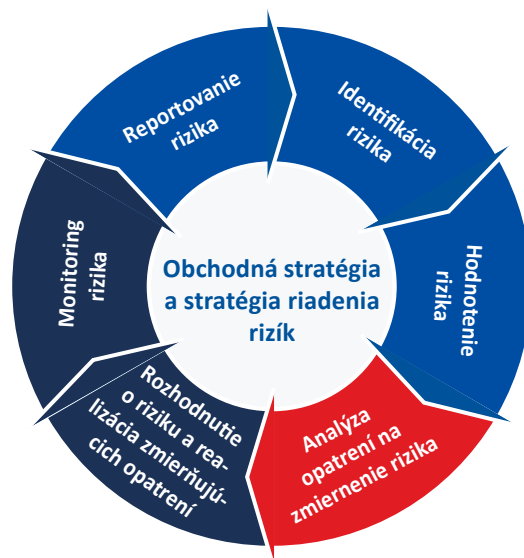 Reportovanie
rizika
Identifikácia
rizika
Hodnotenie
rizika
Analýza
opatrení na
zmiernenie rizika
Rozhodnutie
o riziku a rea-
lizácia zmierňujú-
cich opatrení
Monitoring
rizika
Obchodná stratégia
a stratégia riadenia
rizík